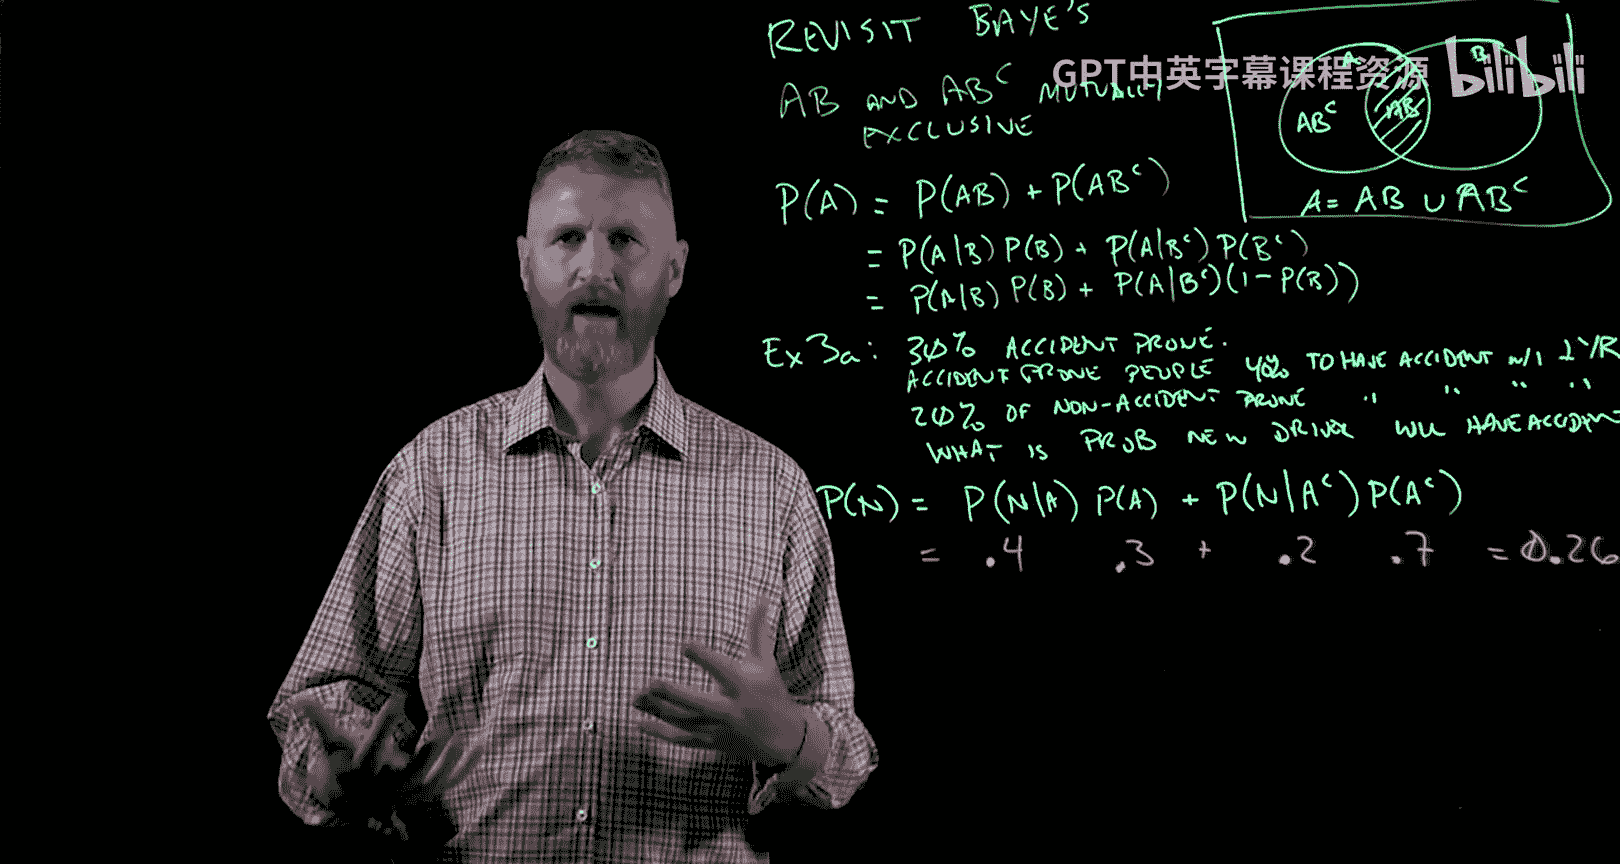 REVISIT BAYE'S
GPT中英字幕课程资源 bilibili
AB AND AB^C MUTUALLY
EXCLUSIVE
A B
AB^C AB
A = AB ∪ AB^C
P(A) = P(AB) + P(AB^C)
= P(A|B) P(B) + P(A|B^C) P(B^C)
= P(A|B) P(B) + P(A|B^C)(1 - P(B))
Ex 3a: 30% ACCIDENT PRONE.
ACCIDENT PRONE PEOPLE 40% TO HAVE ACCIDENT W/I 1 YR
20% OF NON-ACCIDENT PRONE " " " "
WHAT IS PROB NEW DRIVER WILL HAVE ACCIDENT
P(N) = P(N|A) P(A) + P(N|A^C) P(A^C)
= .4 .3 + .2 .7 = 0.26